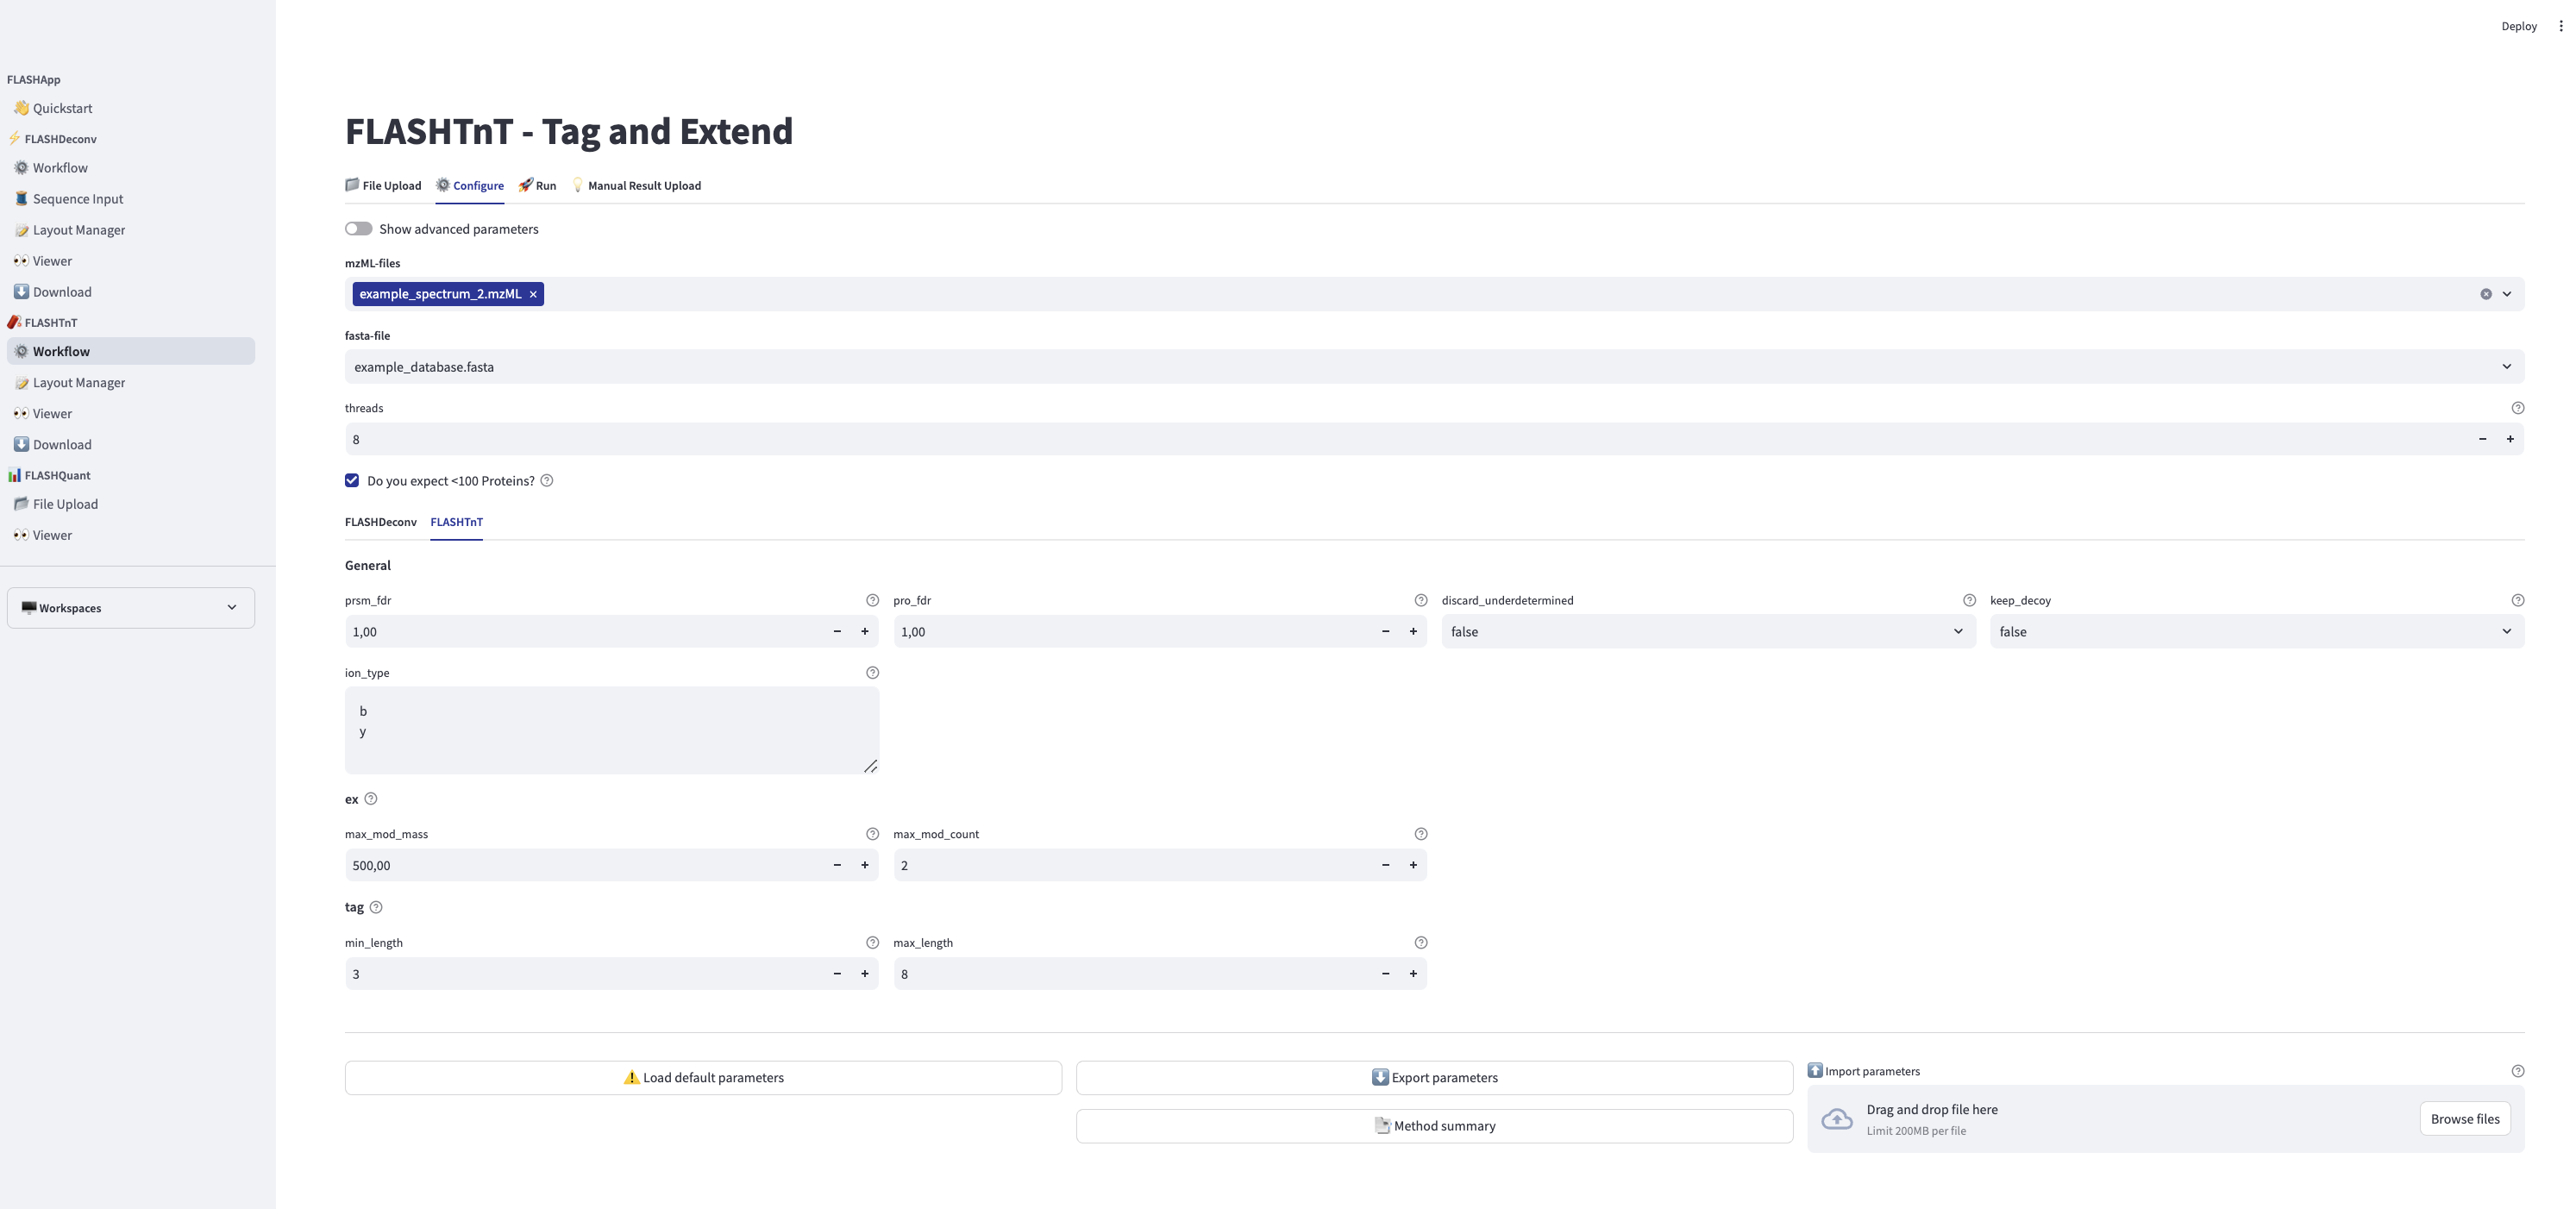 Deploy
FLASHApp
Quickstart
FLASHDeconv
Workflow
Sequence Input
Layout Manager
Viewer
Download
FLASHTnT
Workflow
Layout Manager
Viewer
Download
FLASHQuant
File Upload
Viewer
Workspaces
FLASHTnT - Tag and Extend
File Upload Configure Run Manual Result Upload
Show advanced parameters
mzML-files
example_spectrum_2.mzML
fasta-file
example_database.fasta
threads
8
Do you expect <100 Proteins?
FLASHDeconv FLASHTnT
General
prsm_fdr pro_fdr discard_underdetermined keep_decoy
1,00 1,00 false false
ion_type
b
y
ex
max_mod_mass max_mod_count
500,00 2
tag
min_length max_length
3 8
Load default parameters Export parameters Import parameters
Method summary
Drag and drop file here
Limit 200MB per file
Browse files